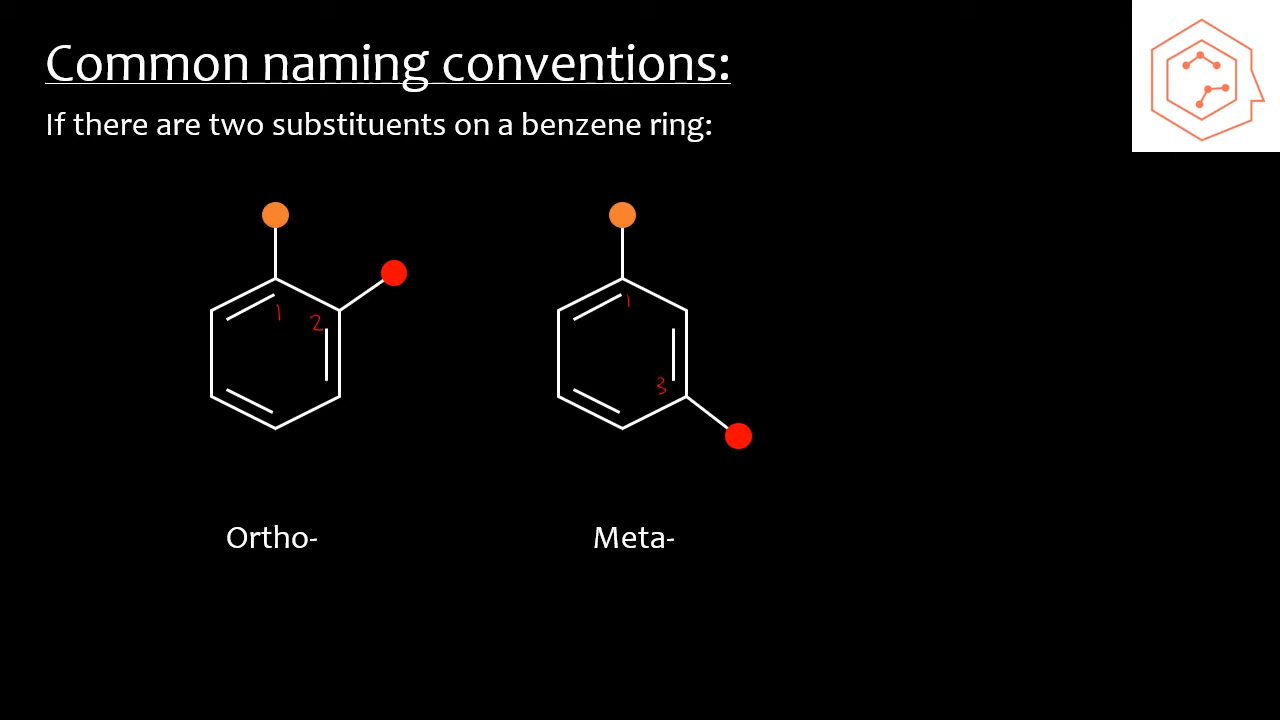 Common naming conventions:
If there are two substituents on a benzene ring:
1
2
1
3
Ortho-
Meta-